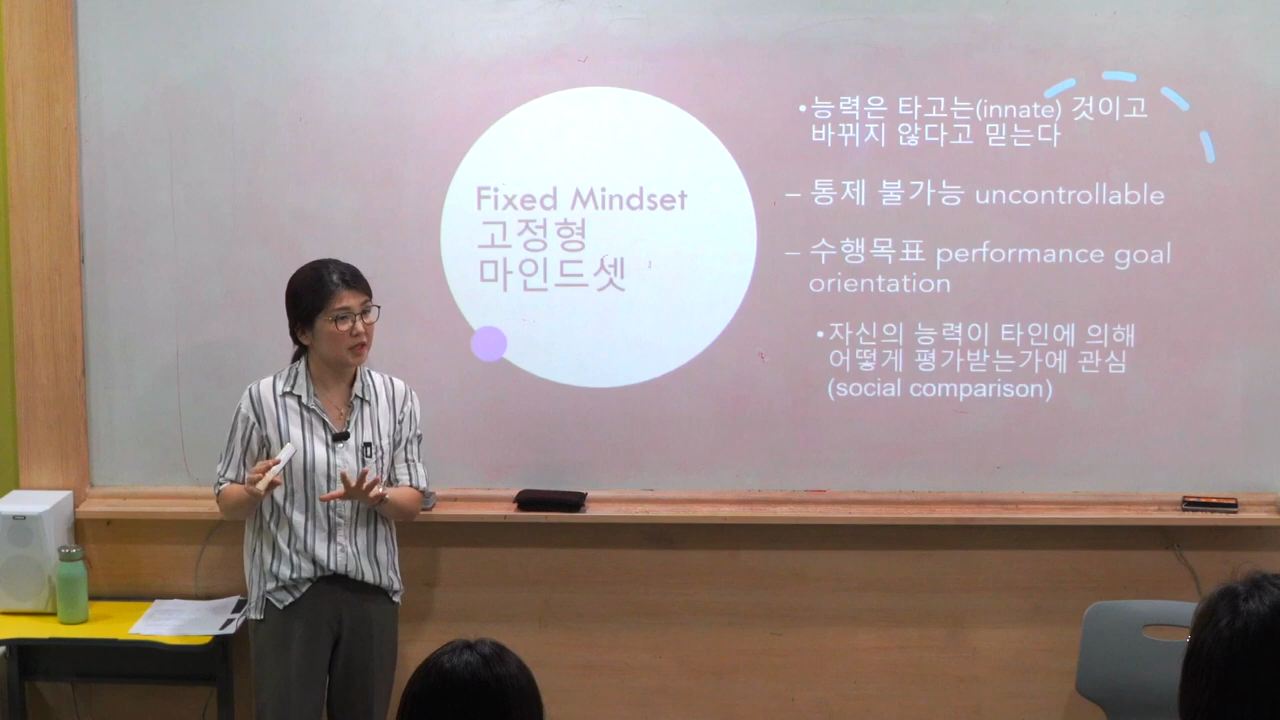 Fixed Mindset
고정형
마인드셋
•능력은 타고는(innate) 것이고
바뀌지 않다고 믿는다
– 통제 불가능 uncontrollable
– 수행목표 performance goal
orientation
•자신의 능력이 타인에 의해
어떻게 평가받는가에 관심
(social comparison)